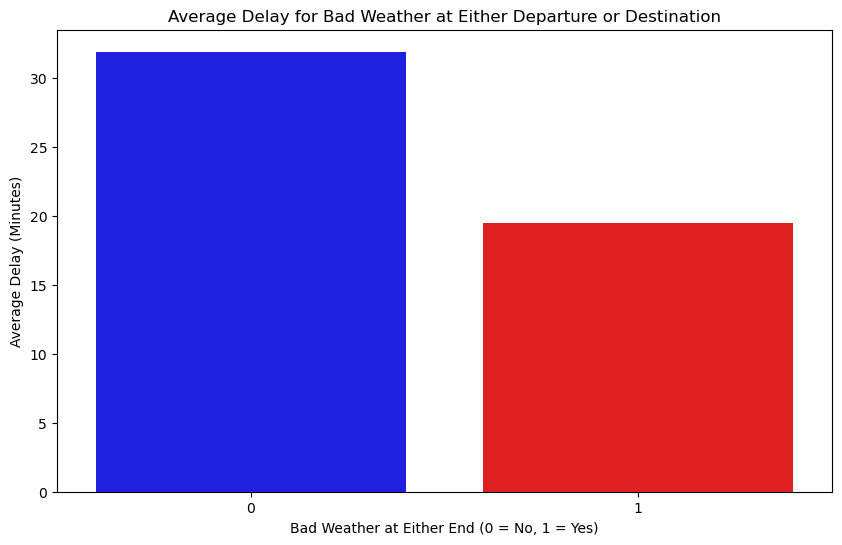 Average Delay for Bad Weather at Either Departure or Destination
Average Delay (Minutes)
30
25
20
15
10
5
0
0 1
Bad Weather at Either End (0 = No, 1 = Yes)